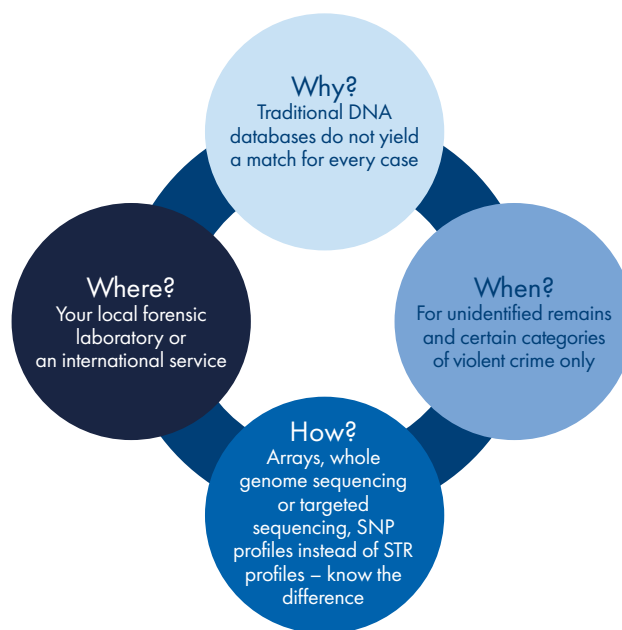 Why?
Traditional DNA
databases do not yield
a match for every case
Where?
Your local forensic
laboratory or
an international service
When?
For unidentified remains
and certain categories
of violent crime only
How?
Arrays, whole
genome sequencing
or targeted
sequencing, SNP
profiles instead of STR
profiles – know the
difference